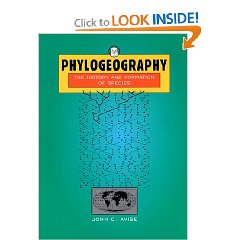 Click to LOOK INSIDE!
PHYLOGEOGRAPHY
THE HISTORY AND FORMATION
OF SPECIES
JOHN C. AVISE